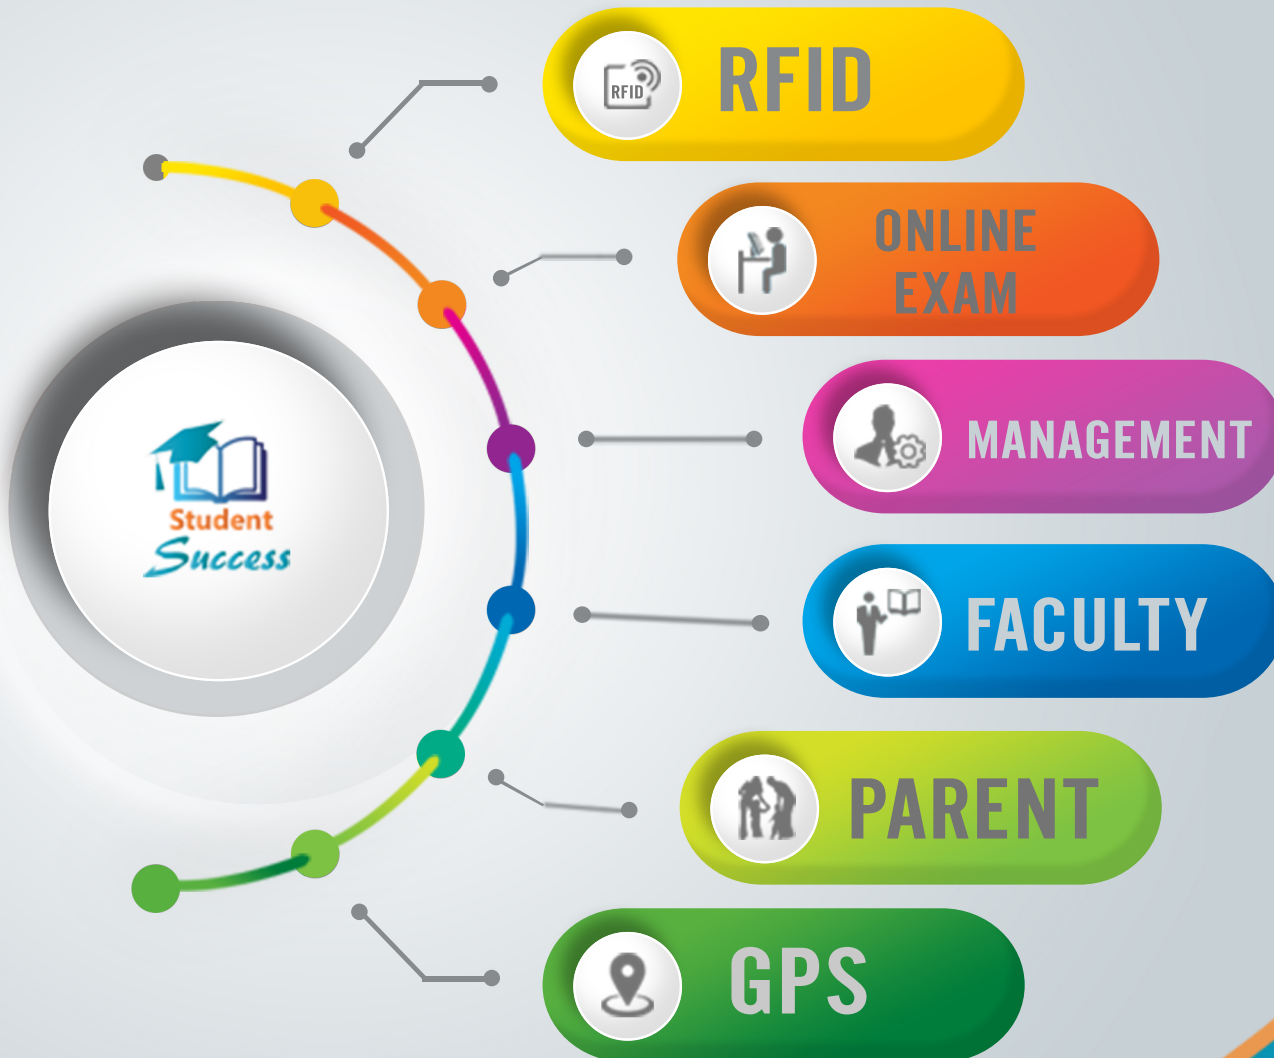 RFID
RFID
ONLINE
EXAM
MANAGEMENT
Student
Success
FACULTY
PARENT
GPS